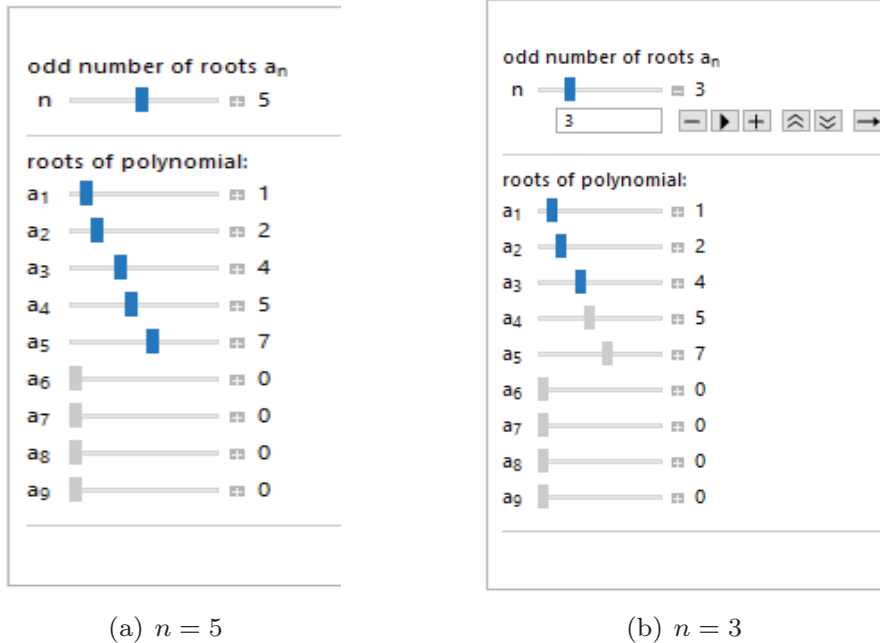 odd number of roots aₙ
n 5
roots of polynomial:
a₁ 1
a₂ 2
a₃ 4
a₄ 5
a₅ 7
a₆ 0
a₇ 0
a₈ 0
a₉ 0
(a) n = 5
odd number of roots aₙ
n 3
3
roots of polynomial:
a₁ 1
a₂ 2
a₃ 4
a₄ 5
a₅ 7
a₆ 0
a₇ 0
a₈ 0
a₉ 0
(b) n = 3